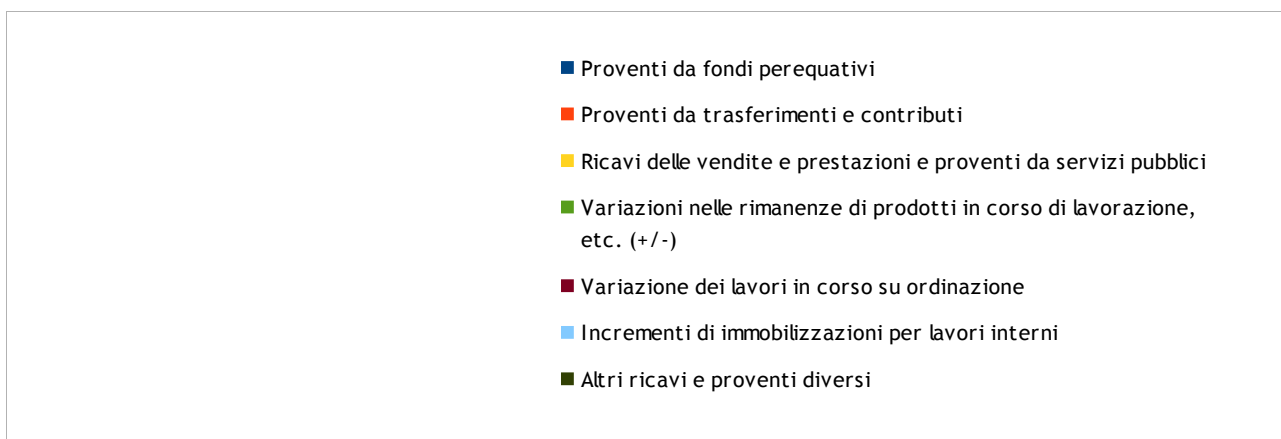 Proventi da fondi perequativi
Proventi da trasferimenti e contributi
Ricavi delle vendite e prestazioni e proventi da servizi pubblici
Variazioni nelle rimanenze di prodotti in corso di lavorazione,
etc. (+/-)
Variazione dei lavori in corso su ordinazione
Incrementi di immobilizzazioni per lavori interni
Altri ricavi e proventi diversi